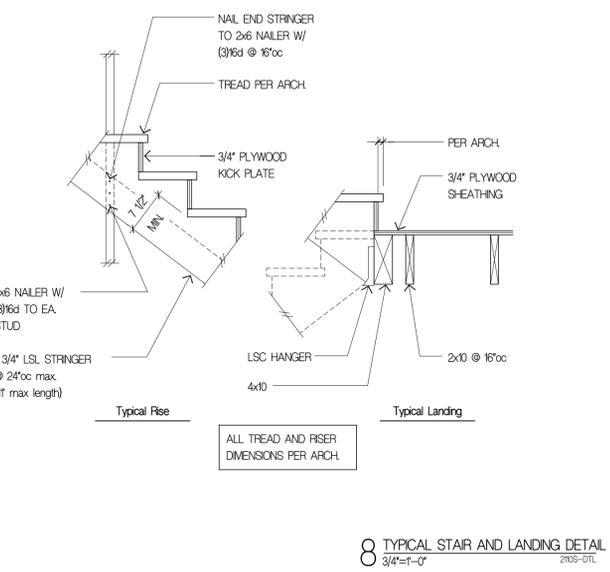 NAIL END STRINGER
TO 2x6 NAILER W/
(3)16d @ 16"oc
TREAD PER ARCH.
3/4" PLYWOOD
KICK PLATE
7 1/2"
MIN.
x6 NAILER W/
)16d TO EA.
TUD
3/4" LSL STRINGER
@ 24"oc max.
1' max length)
Typical Rise
PER ARCH.
3/4" PLYWOOD
SHEATHING
LSC HANGER
4x10
2x10 @ 16"oc
Typical Landing
ALL TREAD AND RISER
DIMENSIONS PER ARCH.
8 TYPICAL STAIR AND LANDING DETAIL
3/4"=1'-0" 2110S-DTL